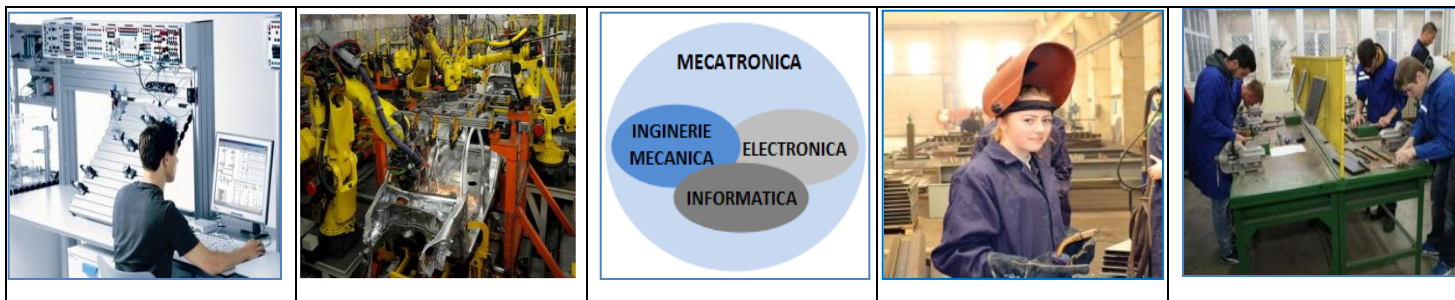 MECATRONICA
INGINERIE
MECANICA
ELECTRONICA
INFORMATICA